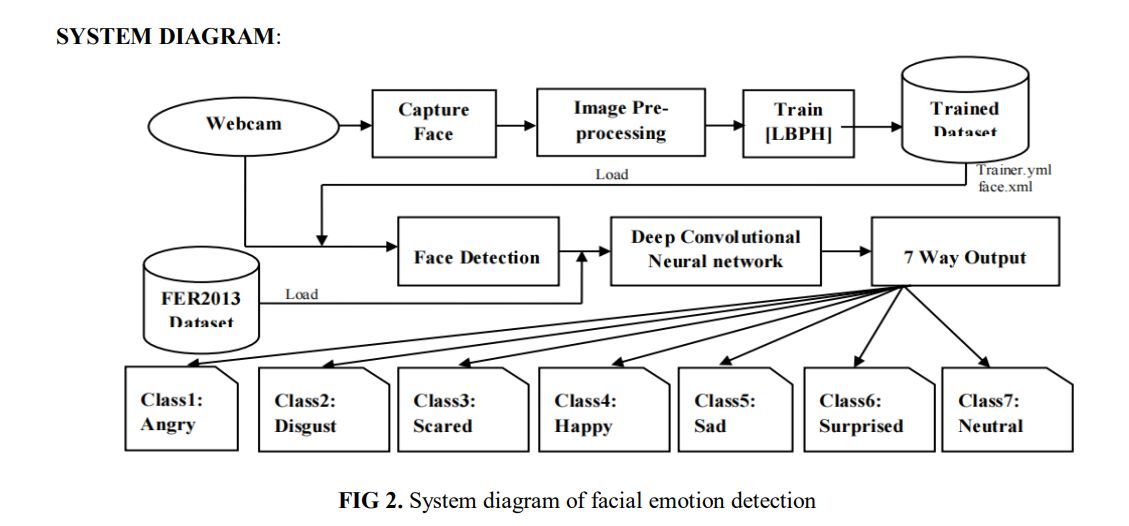 SYSTEM DIAGRAM:
Webcam
Capture
Face
Image Pre-
processing
Train
[LBPH]
Trained
Dataset
Trainer.yml
face.xml
Load
Face Detection
Deep Convolutional
Neural network
7 Way Output
FER2013
Dataset
Load
Class1:
Angry
Class2:
Disgust
Class3:
Scared
Class4:
Happy
Class5:
Sad
Class6:
Surprised
Class7:
Neutral
FIG 2. System diagram of facial emotion detection